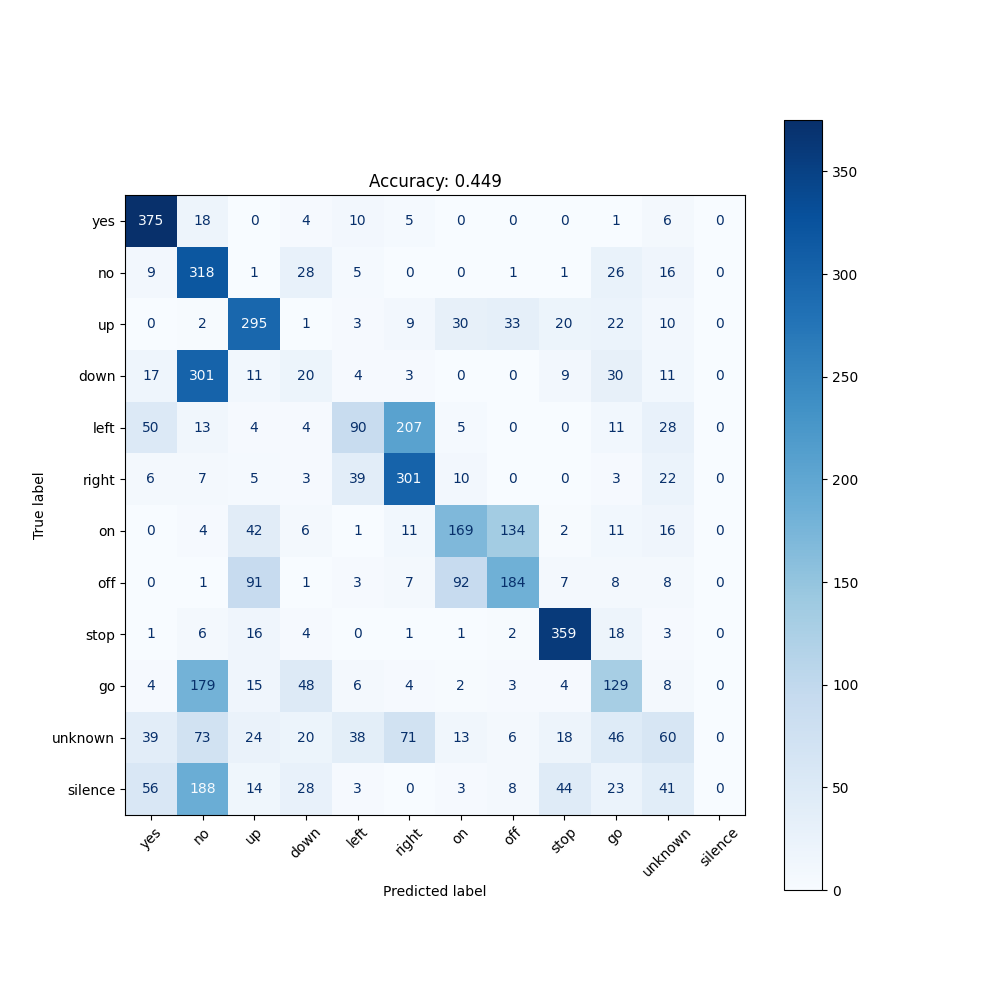 Accuracy: 0.449
yes 375 18 0 4 10 5 0 0 0 1 6 0
no 9 318 1 28 5 0 0 1 1 26 16 0
up 0 2 295 1 3 9 30 33 20 22 10 0
down 17 301 11 20 4 3 0 0 9 30 11 0
left 50 13 4 4 90 207 5 0 0 11 28 0
right 6 7 5 3 39 301 10 0 0 3 22 0
on 0 4 42 6 1 11 169 134 2 11 16 0
off 0 1 91 1 3 7 92 184 7 8 8 0
stop 1 6 16 4 0 1 1 2 359 18 3 0
go 4 179 15 48 6 4 2 3 4 129 8 0
unknown 39 73 24 20 38 71 13 6 18 46 60 0
silence 56 188 14 28 3 0 3 8 44 23 41 0
yes no up down left right on off stop go unknown silence
Predicted label
True label
350
300
250
200
150
100
50
0